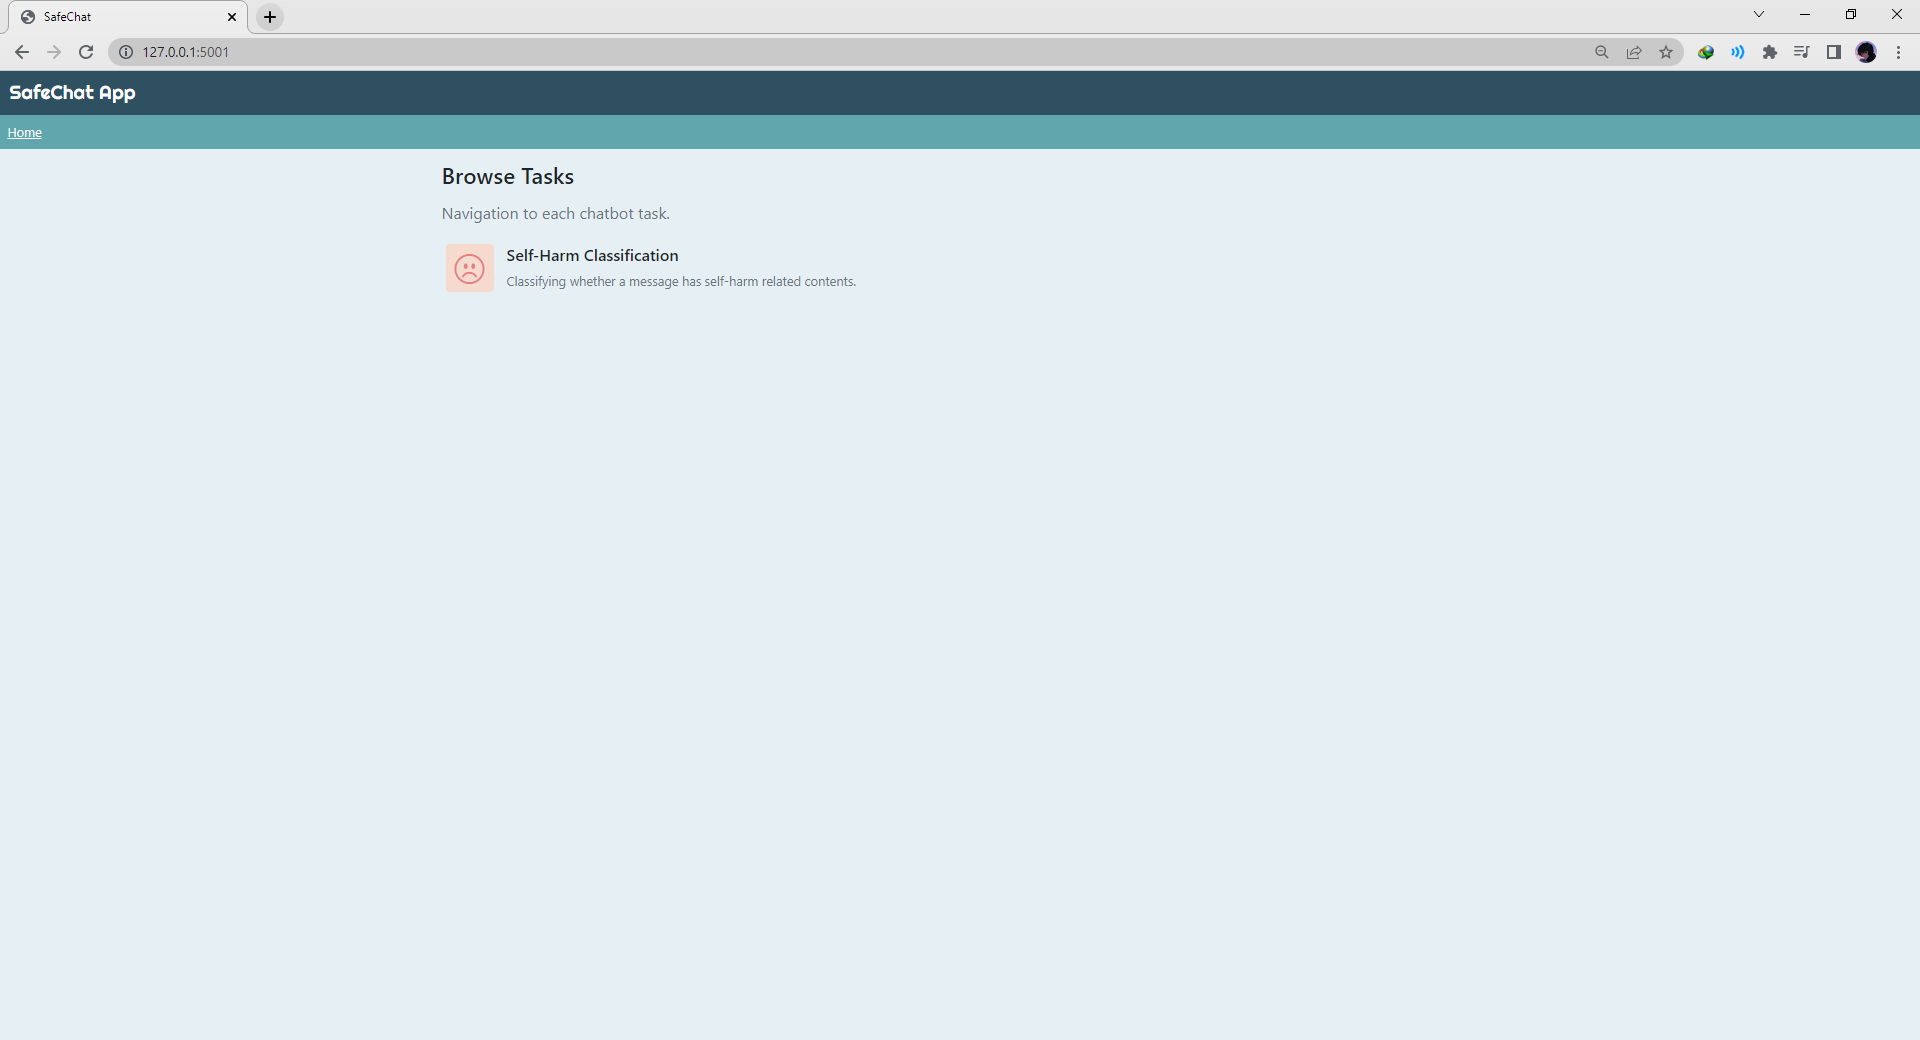 SafeChat
127.0.0.1:5001
SafeChat App
Home
Browse Tasks
Navigation to each chatbot task.
Self-Harm Classification
Classifying whether a message has self-harm related contents.